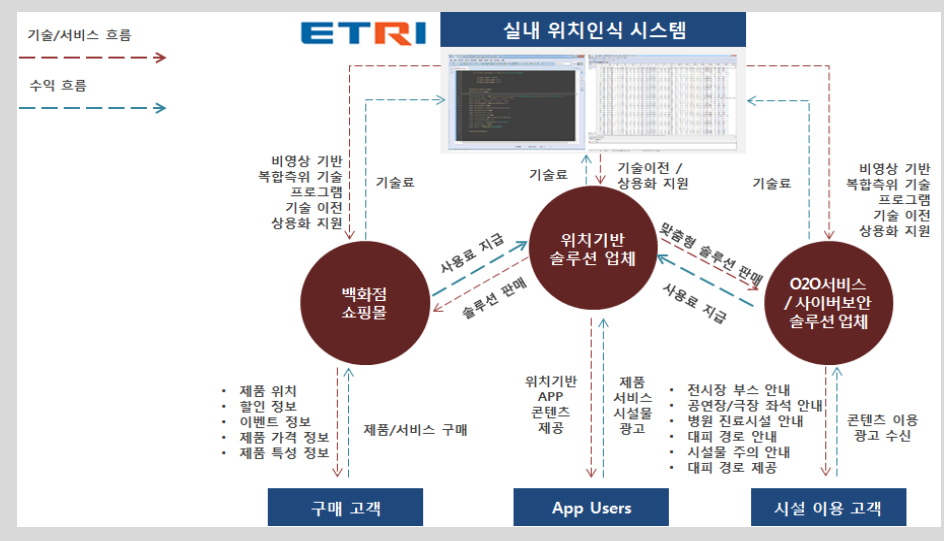 기술/서비스 흐름
수익 흐름
ETRI
실내 위치인식 시스템
비영상 기반
복합측위 기술
프로그램
기술 이전
상용화 지원
기술료
기술료
기술이전 /
상용화 지원
기술료
비영상 기반
복합측위 기술
프로그램
기술 이전
상용화 지원
백화점
쇼핑몰
사용료 지급
솔루션 판매
위치기반
솔루션 업체
맞춤형 솔루션 판매
사용료 지급
O2O서비스
/ 사이버보안
솔루션 업체
• 제품 위치
• 할인 정보
• 이벤트 정보
• 제품 가격 정보
• 제품 특성 정보
제품/서비스 구매
위치기반
APP
콘텐츠
제공
제품
서비스
시설물
광고
• 전시장 부스 안내
• 공연장/극장 좌석 안내
• 병원 진료시설 안내
• 대피 경로 안내
• 시설물 주의 안내
• 대피 경로 제공
콘텐츠 이용
광고 수신
구매 고객
App Users
시설 이용 고객